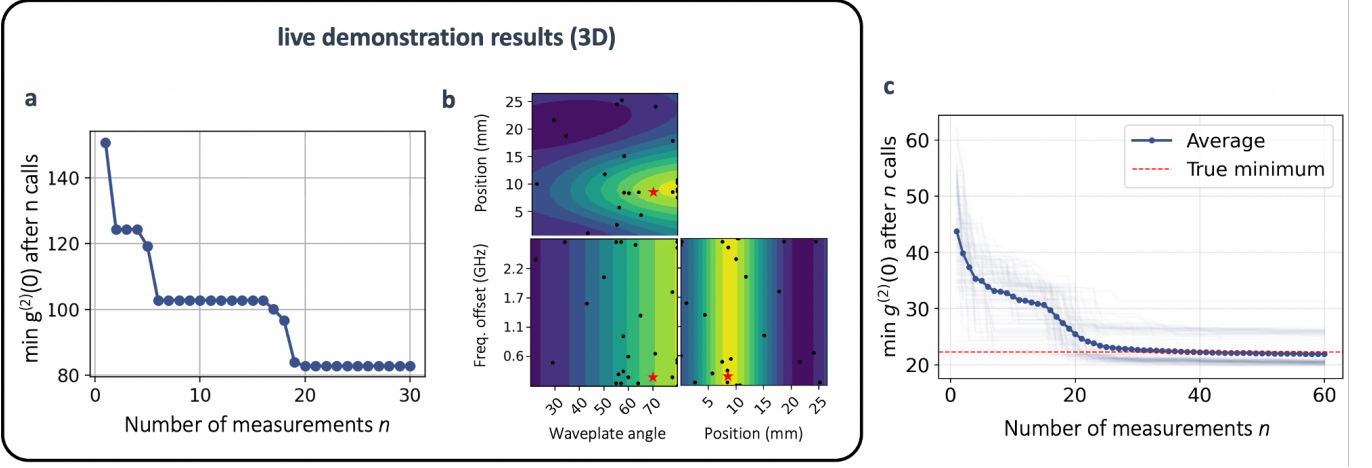 live demonstration results (3D)
a
min g(2)(0) after n calls
140
120
100
80
0 10 20 30
Number of measurements n
b
Position (mm)
25
20
15
10
5
Freq. offset (GHz)
2.2
1.7
1.1
0.6
30 40 50 60 70
Waveplate angle
5 10 15 20 25
Position (mm)
c
min g(2)(0) after n calls
60
50
40
30
20
Average
True minimum
0 20 40 60
Number of measurements n